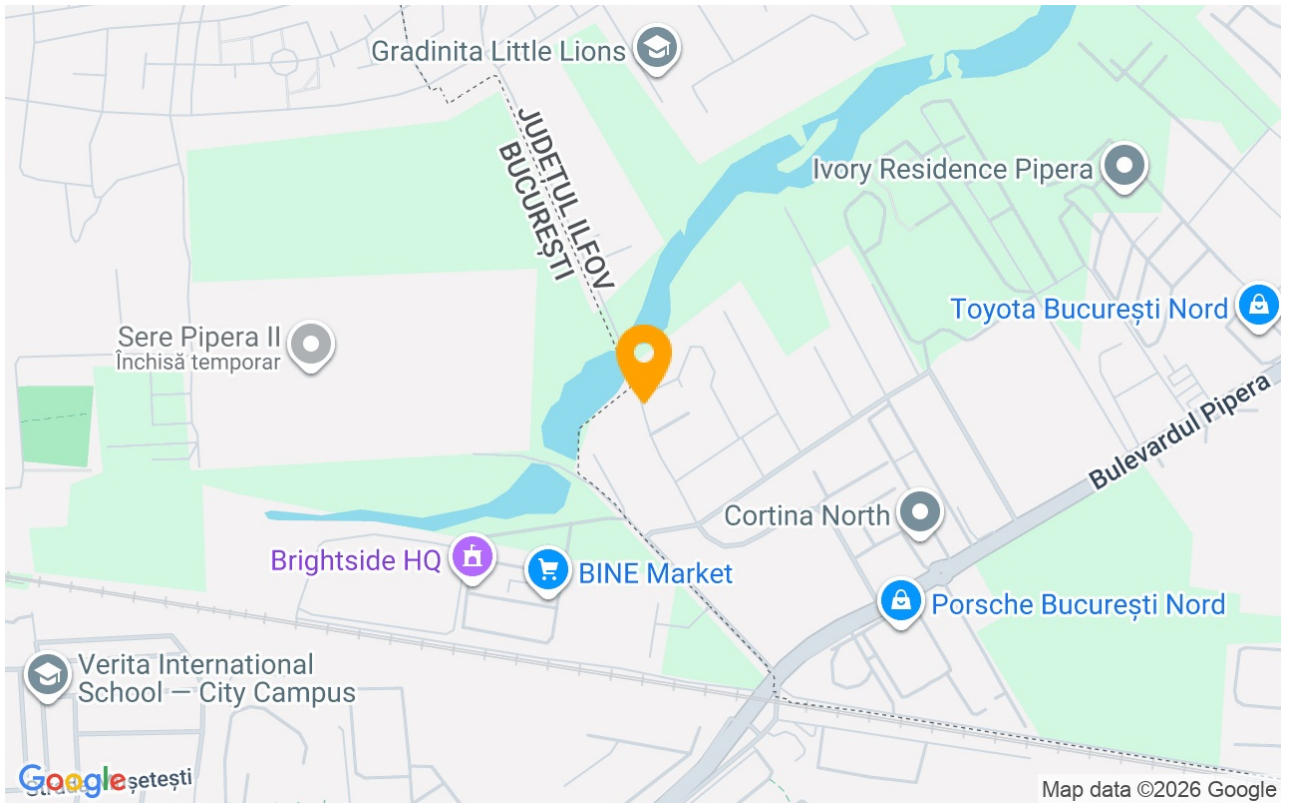 Gradinita Little Lions
JUDEȚUL ILFOV
BUCUREȘTI
Ivory Residence Pipera
Toyota București Nord
Sere Pipera II
Închisă temporar
Bulevardul Pipera
Cortina North
Brightside HQ
BINE Market
Porsche București Nord
Verita International
School — City Campus
Google
Map data ©2026 Google